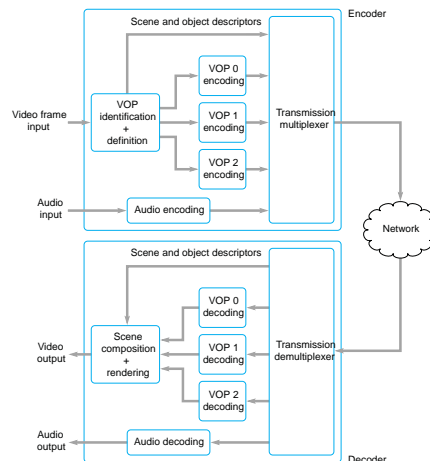 Encoder
Scene and object descriptors
VOP 0
encoding
VOP
identification
+
definition
Video frame
input
VOP 1
encoding
Transmission
multiplexer
VOP 2
encoding
Audio
input
Audio encoding
Network
Scene and object descriptors
VOP 0
decoding
Video
output
Scene
composition
+
rendering
VOP 1
decoding
Transmission
demultiplexer
VOP 2
decoding
Audio
output
Audio decoding
Decoder